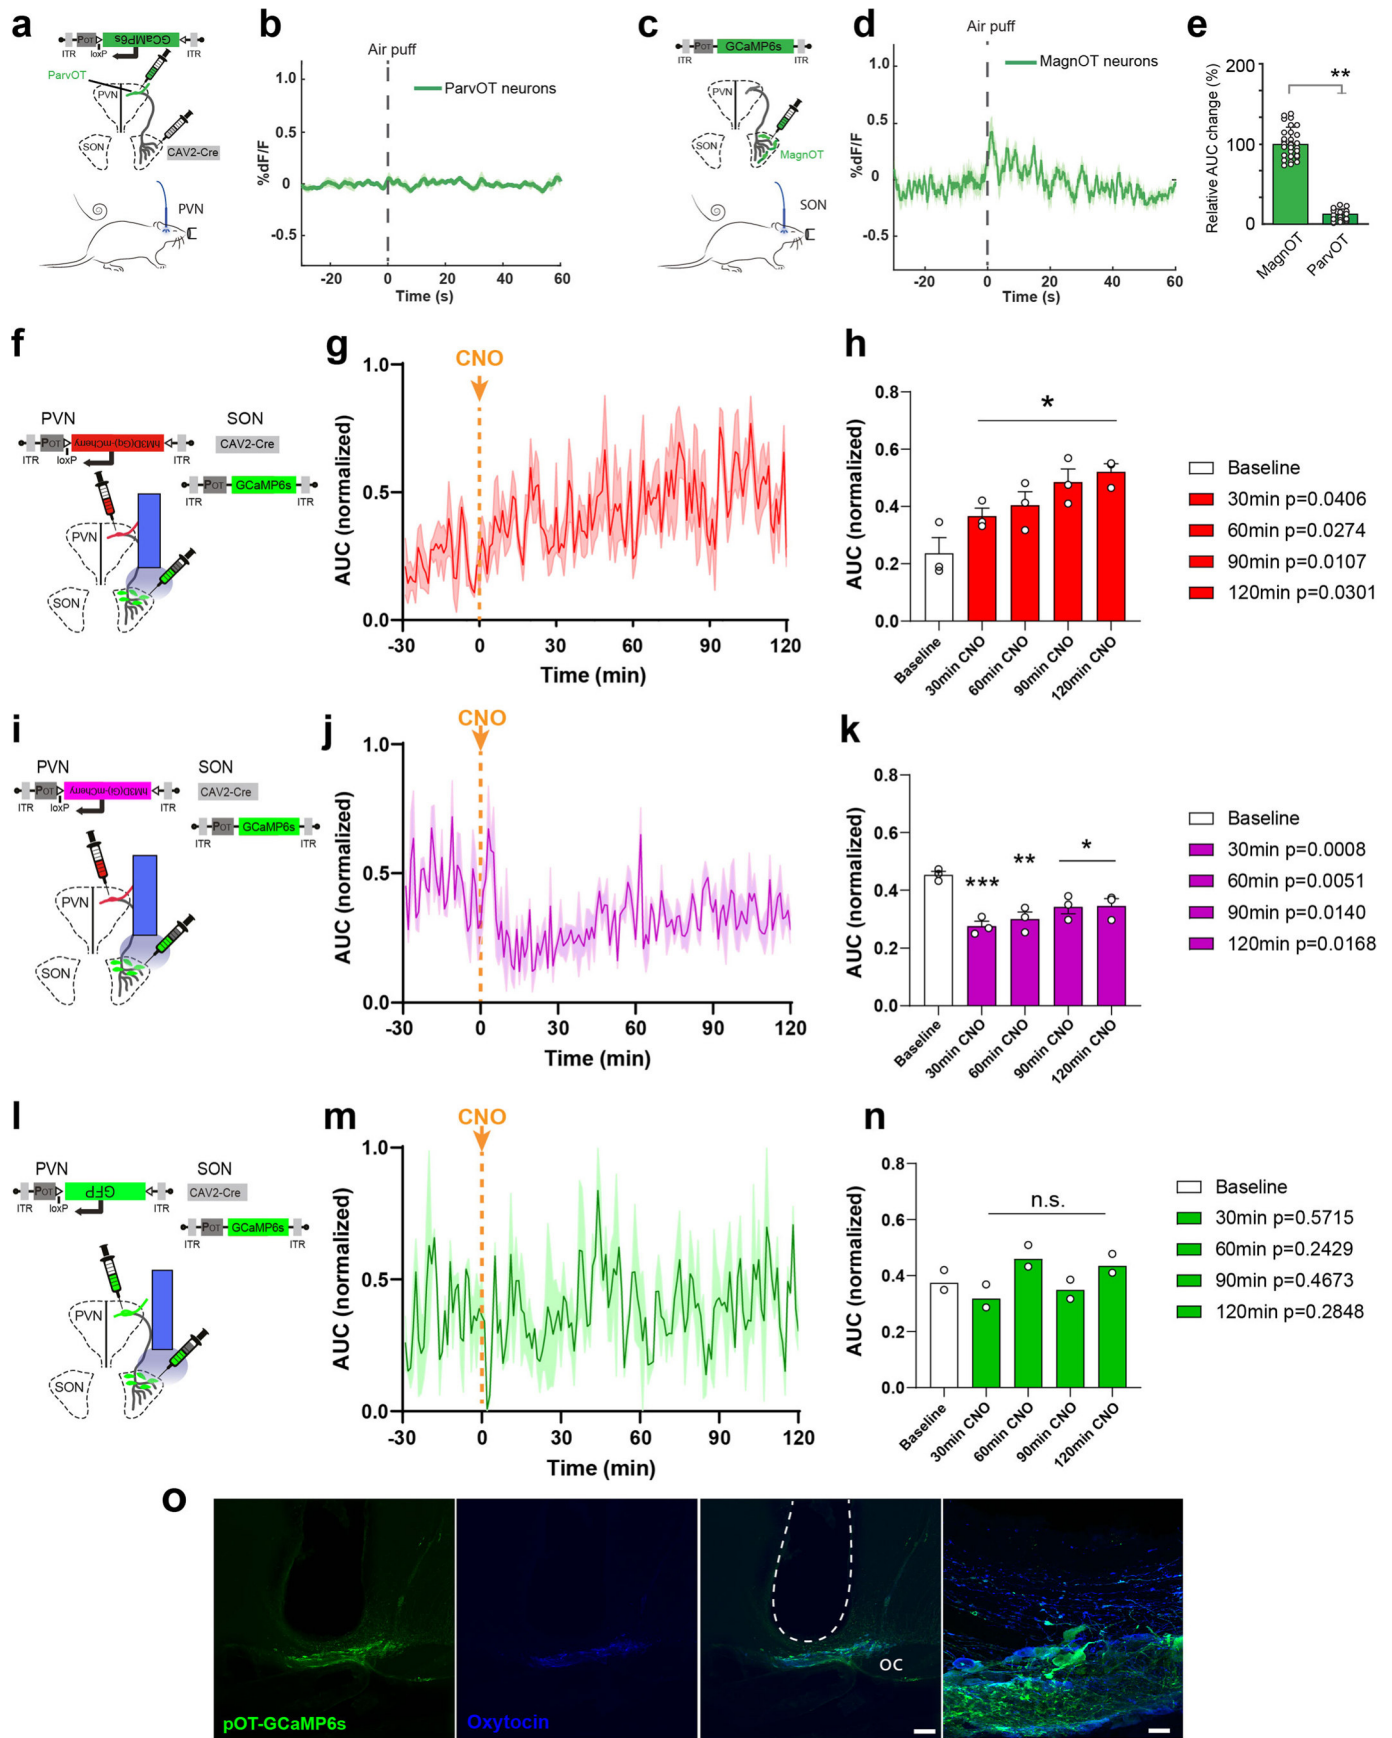 a
POT
GCaMP6s
ITR
loxP
ITR
ParvOT
PVN
SON
CAV2-Cre
PVN
b
Air puff
ParvOT neurons
%dF/F
1.0
0.5
0
-0.5
-20 0 20 40 60
Time (s)
c
POT GCaMP6s
ITR ITR
PVN
SON
MagnOT
SON
d
Air puff
MagnOT neurons
%dF/F
1.0
0.5
0
-0.5
-20 0 20 40 60
Time (s)
e
Relative AUC change (%)
200
100
0
**
MagnOT
ParvOT
f
PVN SON
POT hM3D(Gq)-mCherry
ITR loxP ITR
CAV2-Cre
POT GCaMP6s
ITR ITR
PVN
SON
g
CNO
AUC (normalized)
1.0
0.5
0.0
-30 0 30 60 90 120
Time (min)
h
AUC (normalized)
0.8
0.6
0.4
0.2
0.0
*
Baseline
30min CNO
60min CNO
90min CNO
120min CNO
Baseline
30min p=0.0406
60min p=0.0274
90min p=0.0107
120min p=0.0301
i
PVN SON
POT hM3D(Gi)-mCherry
ITR loxP ITR
CAV2-Cre
POT GCaMP6s
ITR ITR
PVN
SON
j
CNO
AUC (normalized)
1.0
0.5
0.0
-30 0 30 60 90 120
Time (min)
k
AUC (normalized)
0.8
0.6
0.4
0.2
0.0
*** ** *
Baseline
30min CNO
60min CNO
90min CNO
120min CNO
Baseline
30min p=0.0008
60min p=0.0051
90min p=0.0140
120min p=0.0168
l
PVN SON
POT GFP
ITR loxP ITR
CAV2-Cre
POT GCaMP6s
ITR ITR
PVN
SON
m
CNO
AUC (normalized)
1.0
0.5
0.0
-30 0 30 60 90 120
Time (min)
n
AUC (normalized)
0.8
0.6
0.4
0.2
0.0
n.s.
Baseline
30min CNO
60min CNO
90min CNO
120min CNO
Baseline
30min p=0.5715
60min p=0.2429
90min p=0.4673
120min p=0.2848
o
pOT-GCaMP6s
Oxytocin
OC